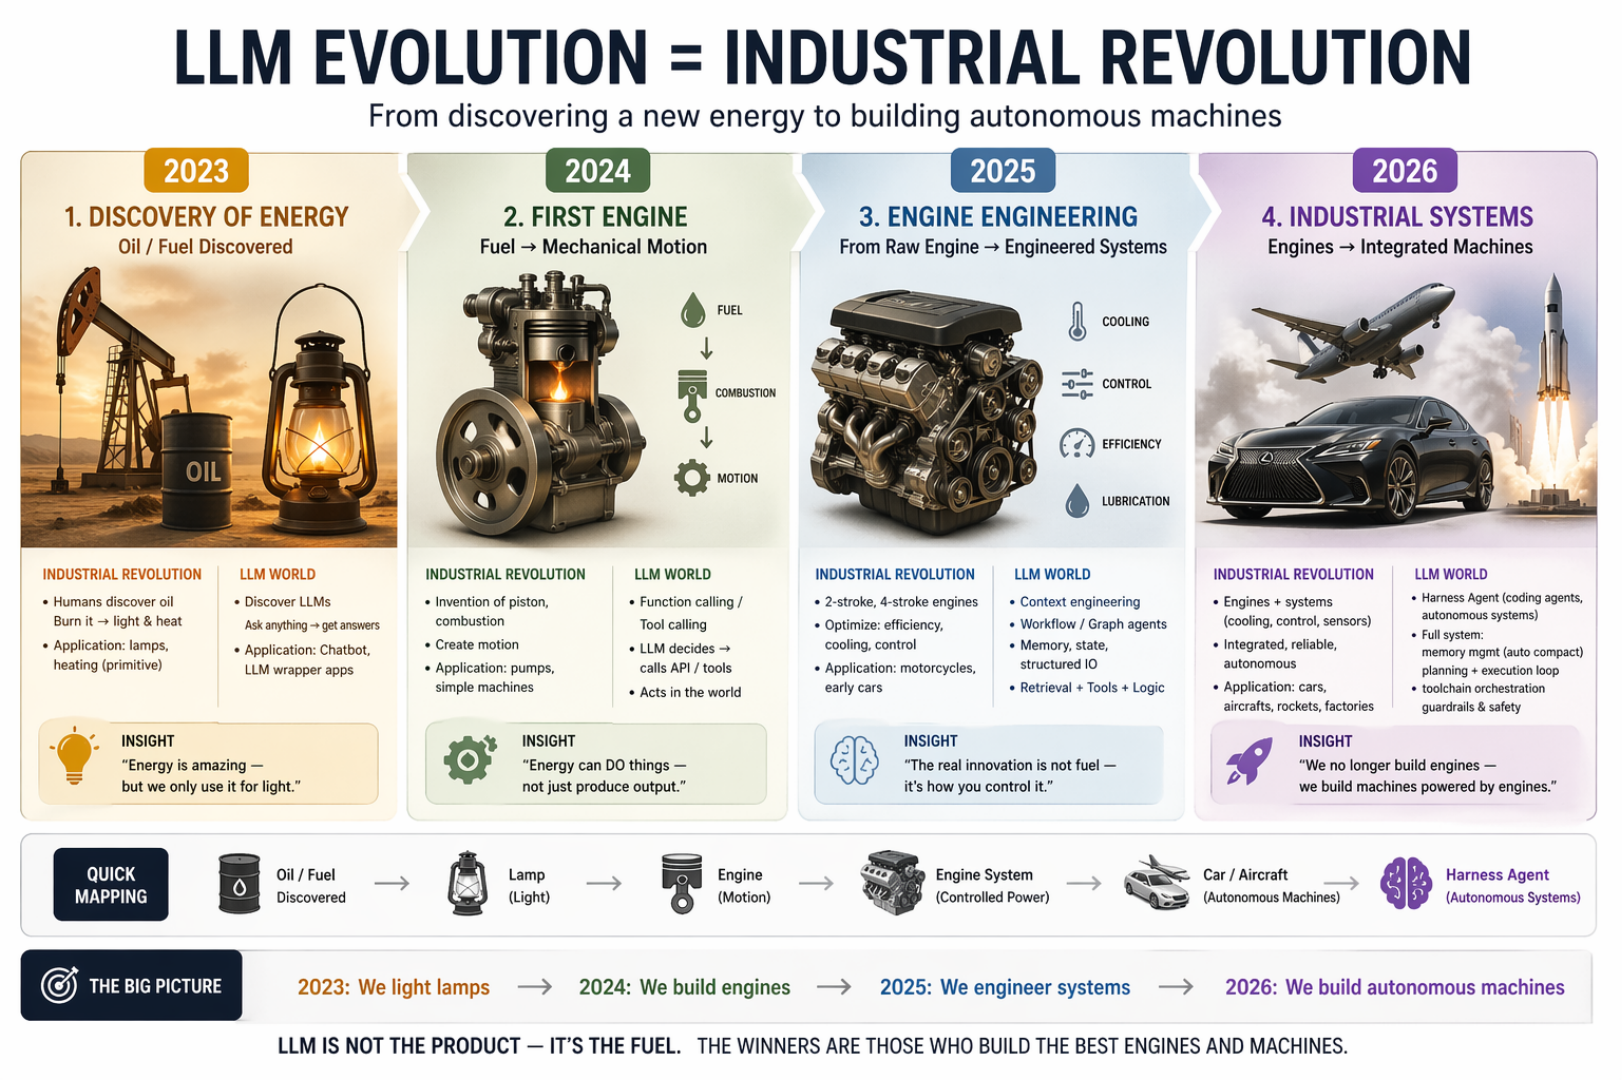 LLM EVOLUTION = INDUSTRIAL REVOLUTION
From discovering a new energy to building autonomous machines
2023
1. DISCOVERY OF ENERGY
Oil / Fuel Discovered
OIL
INDUSTRIAL REVOLUTION
• Humans discover oil
Burn it → light & heat
• Application: lamps,
heating (primitive)
LLM WORLD
• Discover LLMs
Ask anything → get answers
• Application: Chatbot,
LLM wrapper apps
INSIGHT
“Energy is amazing —
but we only use it for light.”
2024
2. FIRST ENGINE
Fuel → Mechanical Motion
FUEL
COMBUSTION
MOTION
INDUSTRIAL REVOLUTION
• Invention of piston,
combustion
• Create motion
• Application: pumps,
simple machines
LLM WORLD
• Function calling /
Tool calling
• LLM decides →
calls API / tools
• Acts in the world
INSIGHT
“Energy can DO things —
not just produce output.”
2025
3. ENGINE ENGINEERING
From Raw Engine → Engineered Systems
COOLING
CONTROL
EFFICIENCY
LUBRICATION
INDUSTRIAL REVOLUTION
• 2-stroke, 4-stroke engines
• Optimize: efficiency,
cooling, control
• Application: motorcycles,
early cars
LLM WORLD
• Context engineering
• Workflow / Graph agents
• Memory, state,
structured IO
• Retrieval + Tools + Logic
INSIGHT
“The real innovation is not fuel —
it’s how you control it.”
2026
4. INDUSTRIAL SYSTEMS
Engines → Integrated Machines
INDUSTRIAL REVOLUTION
• Engines + systems
(cooling, control, sensors)
• Integrated, reliable,
autonomous
• Application: cars,
aircrafts, rockets, factories
LLM WORLD
• Harness Agent (coding agents,
autonomous systems)
• Full system:
memory mgmt (auto compact)
planning + execution loop
• toolchain orchestration
guardrails & safety
INSIGHT
“We no longer build engines —
we build machines powered by engines.”
QUICK
MAPPING
Oil / Fuel
Discovered
Lamp
(Light)
Engine
(Motion)
Engine System
(Controlled Power)
Car / Aircraft
(Autonomous Machines)
Harness Agent
(Autonomous Systems)
THE BIG PICTURE
2023: We light lamps → 2024: We build engines → 2025: We engineer systems → 2026: We build autonomous machines
LLM IS NOT THE PRODUCT — IT’S THE FUEL. THE WINNERS ARE THOSE WHO BUILD THE BEST ENGINES AND MACHINES.